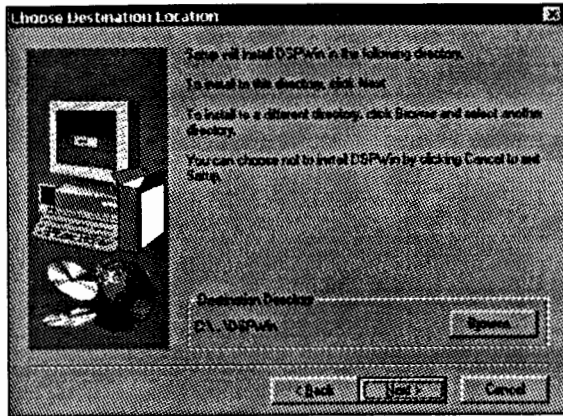 Choose Destination Location
Setup will install DSPwin in the following directory.
To install to this directory, click Next
To install to a different directory, click Browse and select another
directory.
You can choose not to install DSPwin by clicking Cancel to exit
Setup.
Destination Directory
C:\...\DSPwin
Browse...
< Back
Next >
Cancel